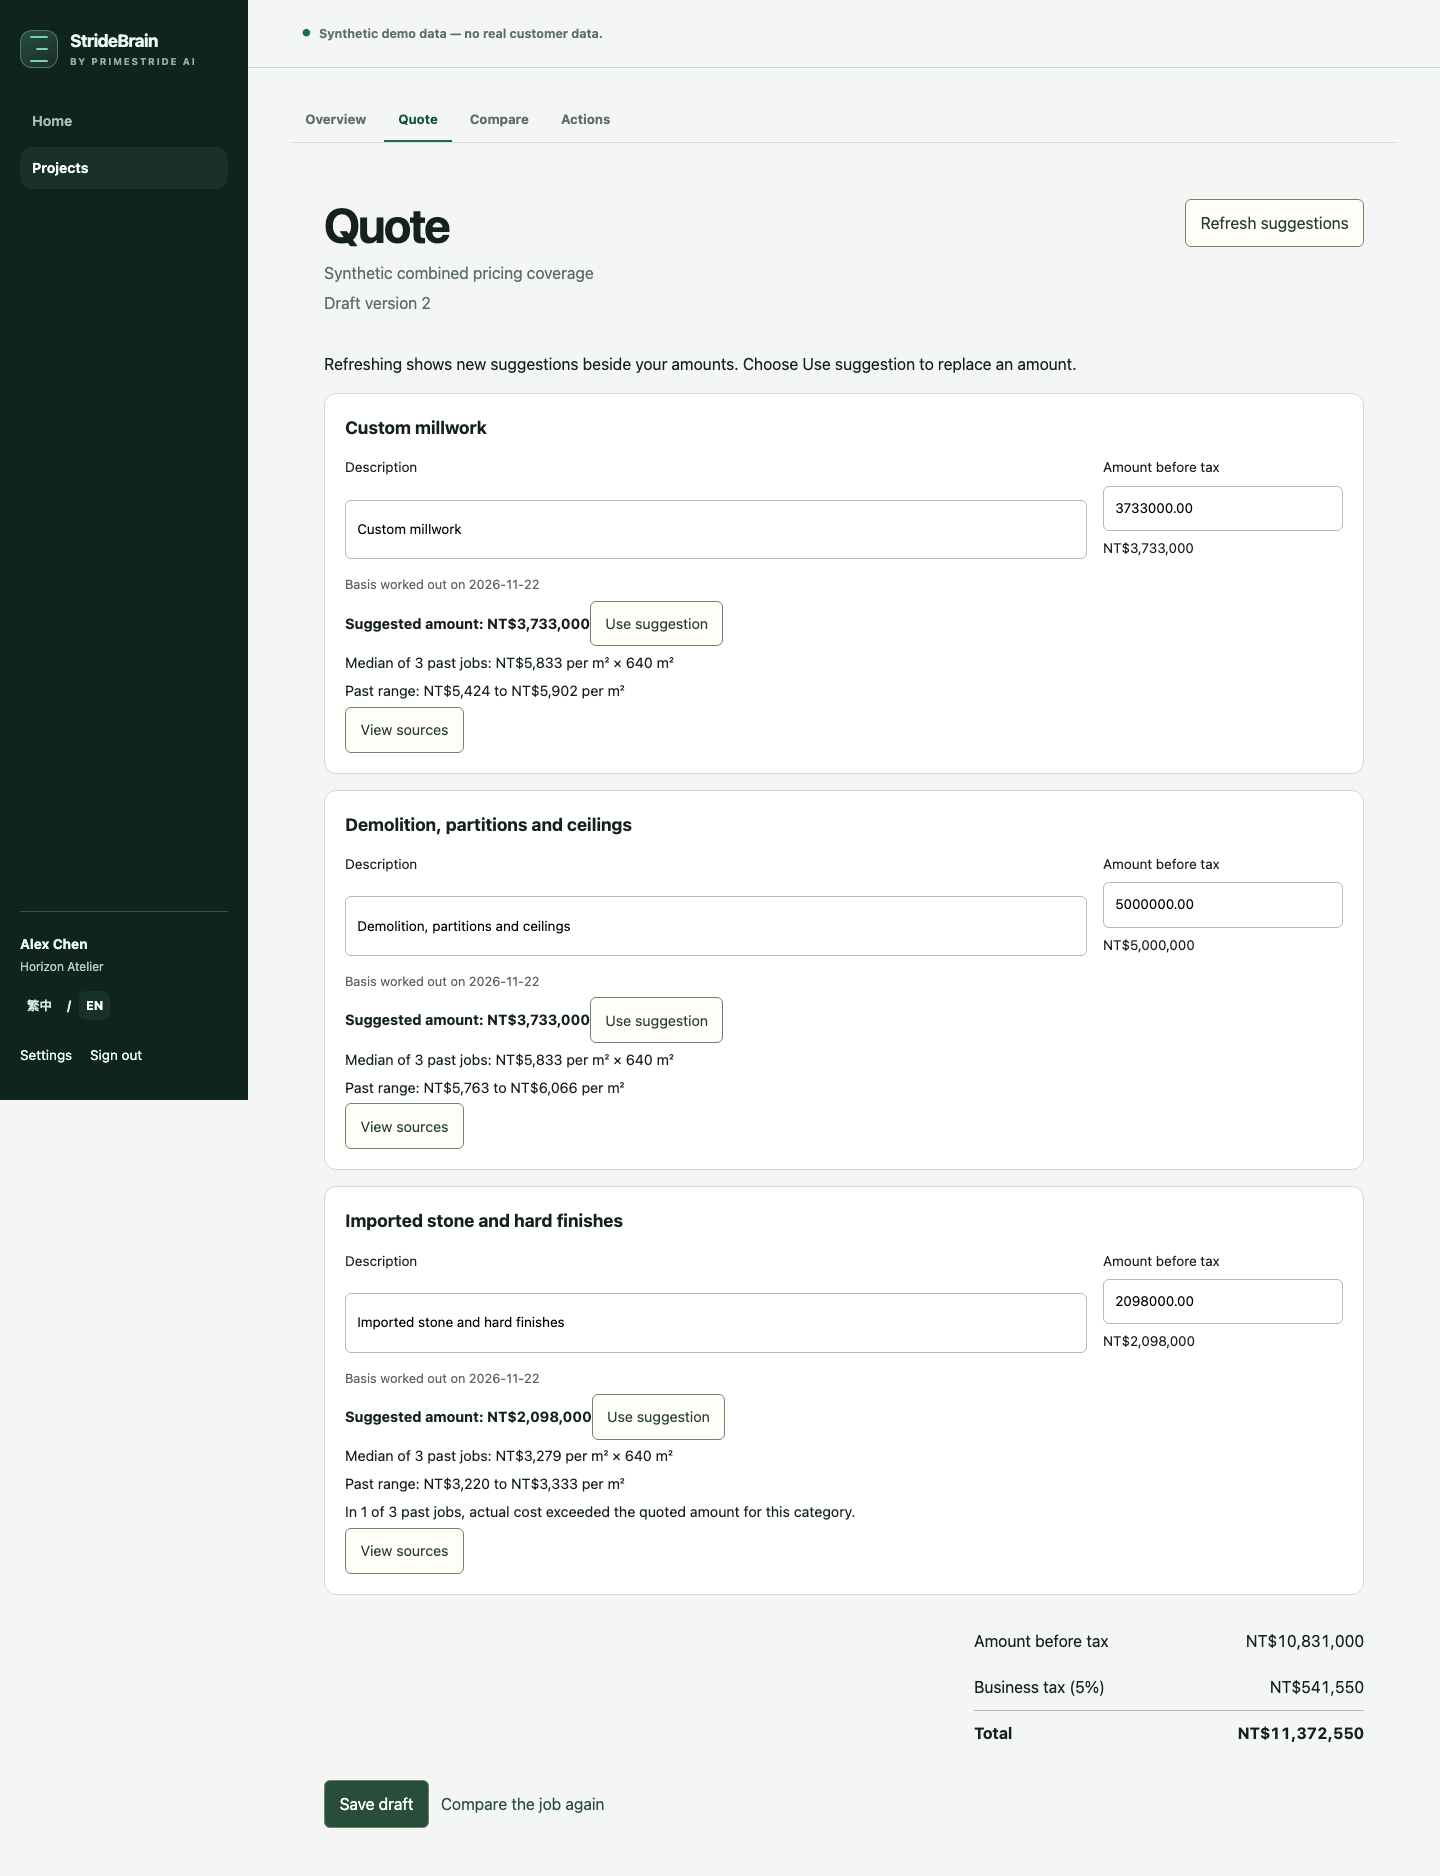 StrideBrain
BY PRIMESTRIDE AI
Home
Projects
Alex Chen
Horizon Atelier
繁中 / EN
Settings Sign out
Synthetic demo data — no real customer data.
Overview Quote Compare Actions
Quote
Refresh suggestions
Synthetic combined pricing coverage
Draft version 2
Refreshing shows new suggestions beside your amounts. Choose Use suggestion to replace an amount.
Custom millwork
Description
Custom millwork
Amount before tax
3733000.00
NT$3,733,000
Basis worked out on 2026-11-22
Suggested amount: NT$3,733,000 Use suggestion
Median of 3 past jobs: NT$5,833 per m² × 640 m²
Past range: NT$5,424 to NT$5,902 per m²
View sources
Demolition, partitions and ceilings
Description
Demolition, partitions and ceilings
Amount before tax
5000000.00
NT$5,000,000
Basis worked out on 2026-11-22
Suggested amount: NT$3,733,000 Use suggestion
Median of 3 past jobs: NT$5,833 per m² × 640 m²
Past range: NT$5,763 to NT$6,066 per m²
View sources
Imported stone and hard finishes
Description
Imported stone and hard finishes
Amount before tax
2098000.00
NT$2,098,000
Basis worked out on 2026-11-22
Suggested amount: NT$2,098,000 Use suggestion
Median of 3 past jobs: NT$3,279 per m² × 640 m²
Past range: NT$3,220 to NT$3,333 per m²
In 1 of 3 past jobs, actual cost exceeded the quoted amount for this category.
View sources
Amount before tax NT$10,831,000
Business tax (5%) NT$541,550
Total NT$11,372,550
Save draft Compare the job again